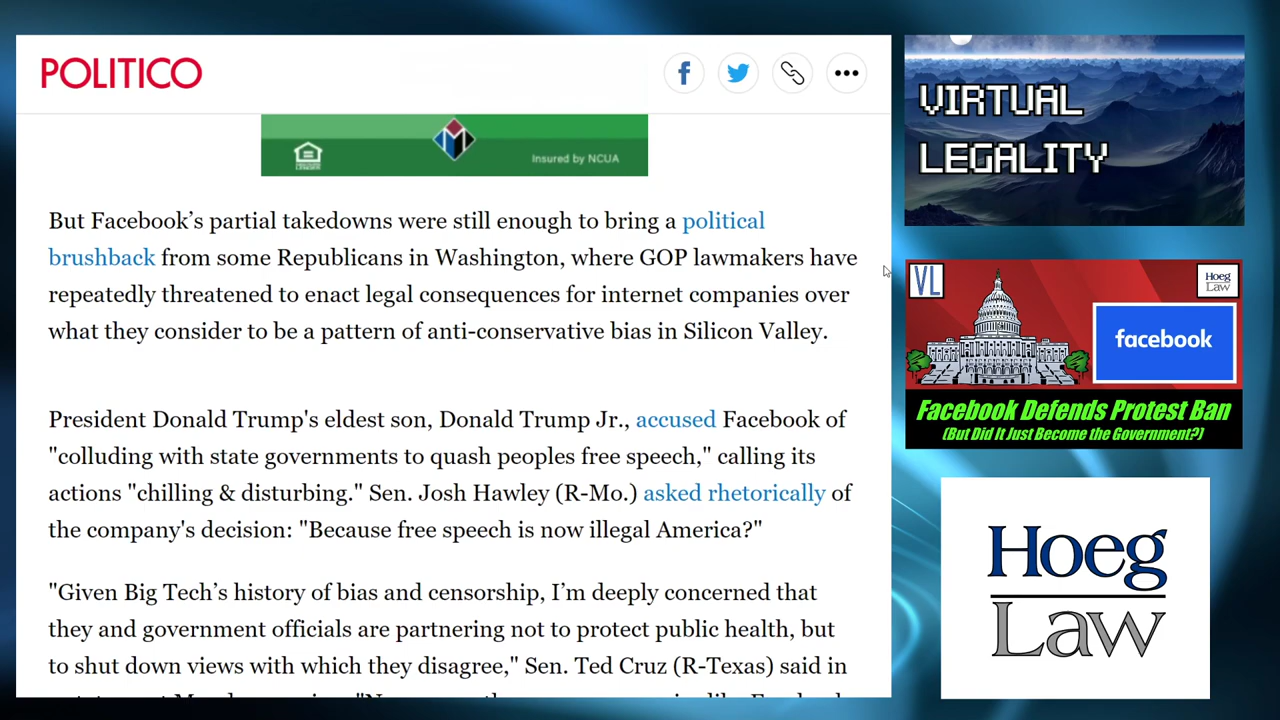 POLITICO
Insured by NCUA
But Facebook’s partial takedowns were still enough to bring a political
brushback from some Republicans in Washington, where GOP lawmakers have
repeatedly threatened to enact legal consequences for internet companies over
what they consider to be a pattern of anti-conservative bias in Silicon Valley.
President Donald Trump's eldest son, Donald Trump Jr., accused Facebook of
"colluding with state governments to quash peoples free speech," calling its
actions "chilling & disturbing." Sen. Josh Hawley (R-Mo.) asked rhetorically of
the company's decision: "Because free speech is now illegal America?"
"Given Big Tech’s history of bias and censorship, I’m deeply concerned that
they and government officials are partnering not to protect public health, but
to shut down views with which they disagree," Sen. Ted Cruz (R-Texas) said in
VIRTUAL
LEGALITY
VL
Hoeg
Law
facebook
Facebook Defends Protest Ban
(But Did It Just Become the Government?)
Hoeg
Law